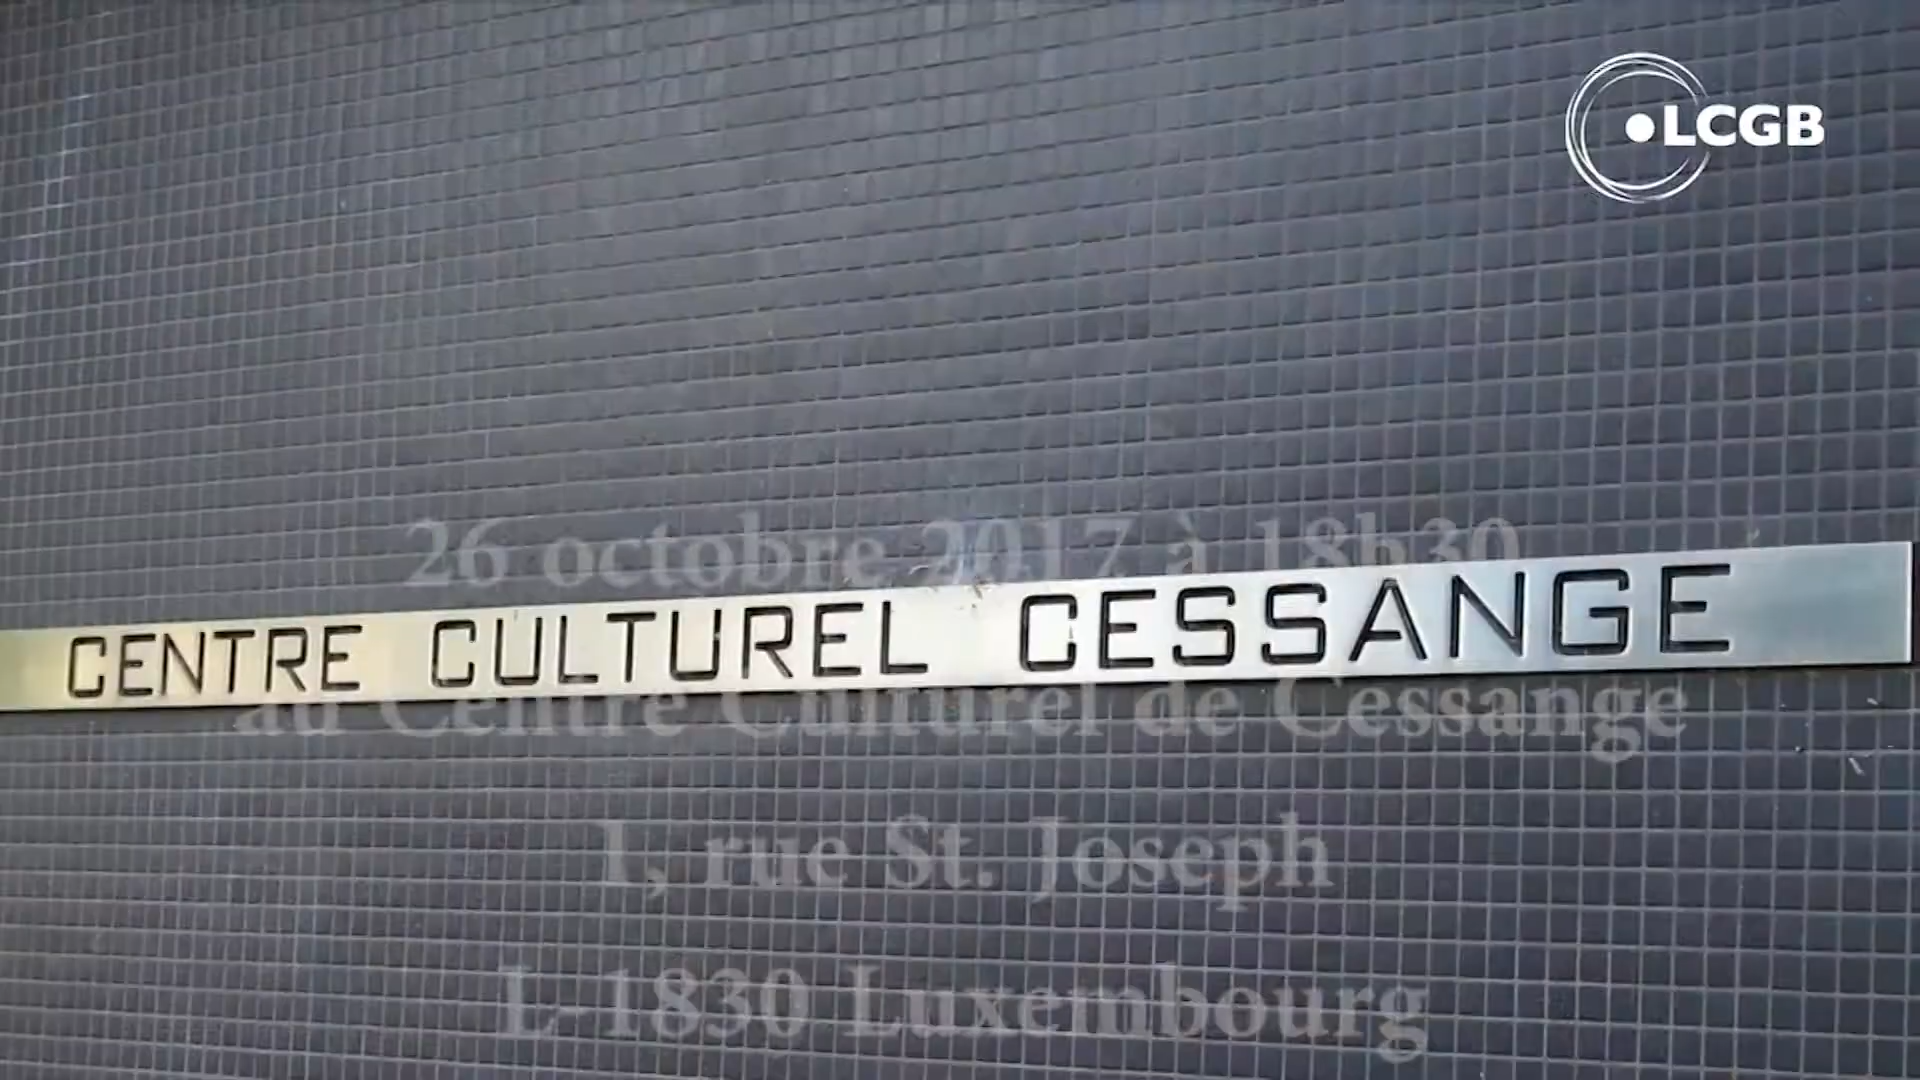 LCGB
26 octobre 2017 à 18h30
CENTRE CULTUREL CESSANGE
au Centre Culturel de Cessange
1, rue St. Joseph
L-1830 Luxembourg